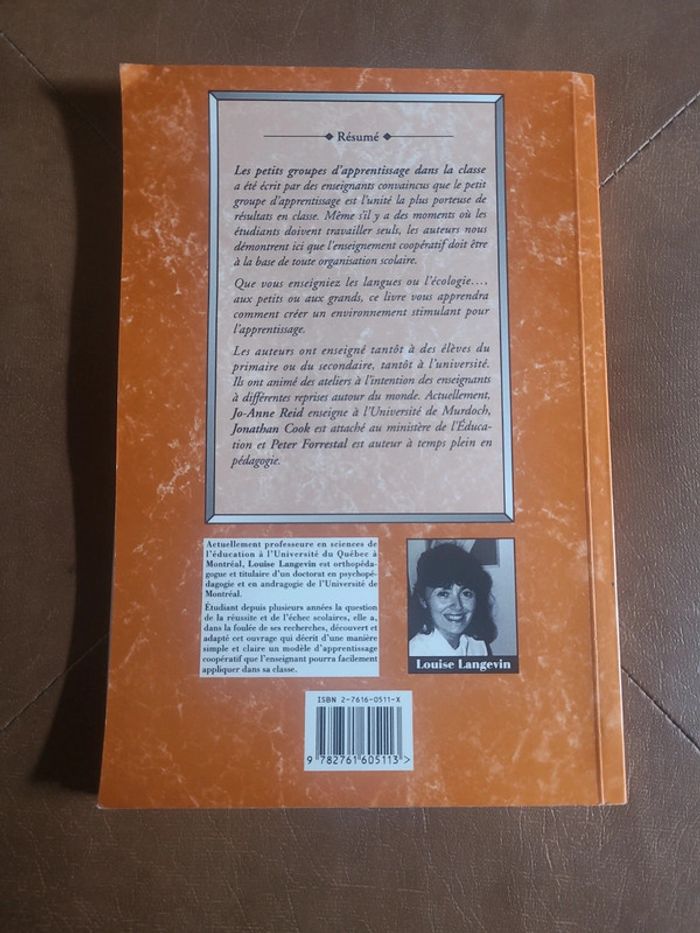 Résumé
Les petits groupes d'apprentissage dans la classe
a été écrit par des enseignants convaincus que le petit
groupe d'apprentissage est l'unité la plus porteuse de
résultats en classe. Même s'il y a des moments où les
étudiants doivent travailler seuls, les auteurs nous
démontrent ici que l'enseignement coopératif doit être
à la base de toute organisation scolaire.
Que vous enseigniez les langues ou l'écologie...,
aux petits ou aux grands, ce livre vous apprendra
comment créer un environnement stimulant pour
l'apprentissage.
Les auteurs ont enseigné tantôt à des élèves du
primaire ou du secondaire, tantôt à l'université.
Ils ont animé des ateliers à l'intention des enseignants
à différentes reprises autour du monde. Actuellement,
Jo-Anne Reid enseigne à l'Université de Murdoch,
Jonathan Cook est attaché au ministère de l'Éduca-
tion et Peter Forrestal est auteur à temps plein en
pédagogie.
Actuellement professeure en sciences de
l'éducation à l'Université du Québec à
Montréal, Louise Langevin est orthopéda-
gogue et titulaire d'un doctorat en psychopé-
dagogie et en andragogie de l'Université de
Montréal.
Étudiant depuis plusieurs années la question
de la réussite et de l'échec scolaires, elle a,
dans la foulée de ses recherches, découvert et
adapté cet ouvrage qui décrit d'une manière
simple et claire un modèle d'apprentissage
coopératif que l'enseignant pourra facilement
appliquer dans sa classe.
Louise Langevin
ISBN 2-7616-0511-X
9 782761 605113 >